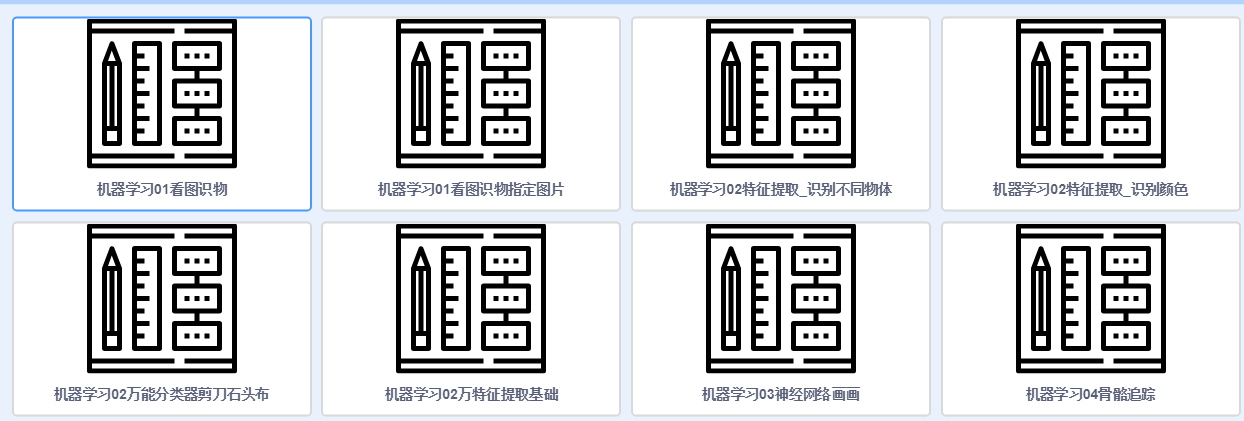 机器学习01看图识物
机器学习01看图识物指定图片
机器学习02特征提取_识别不同物体
机器学习02特征提取_识别颜色
机器学习02万能分类器剪刀石头布
机器学习02万特征提取基础
机器学习03神经网络画画
机器学习04骨骼追踪